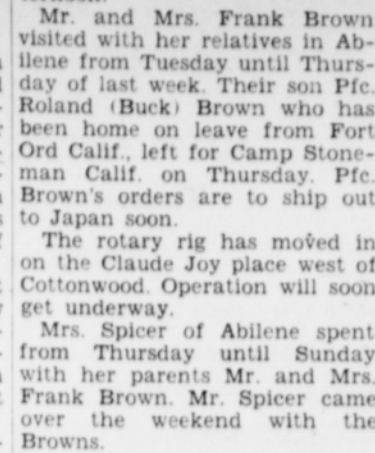 Mr. and Mrs. Frank Brown
visited with her relatives in Ab-
ilene from Tuesday until Thurs-
day of last week. Their son Pfc.
Roland (Buck) Brown who has
been home on leave from Fort
Ord Calif., left for Camp Stone-
man Calif. on Thursday. Pfc.
Brown's orders are to ship out
to Japan soon.
The rotary rig has moved in
on the Claude Joy place west of
Cottonwood. Operation will soon
get underway.
Mrs. Spicer of Abilene spent
from Thursday until Sunday
with her parents Mr. and Mrs.
Frank Brown. Mr. Spicer came
over the weekend with the
Browns.